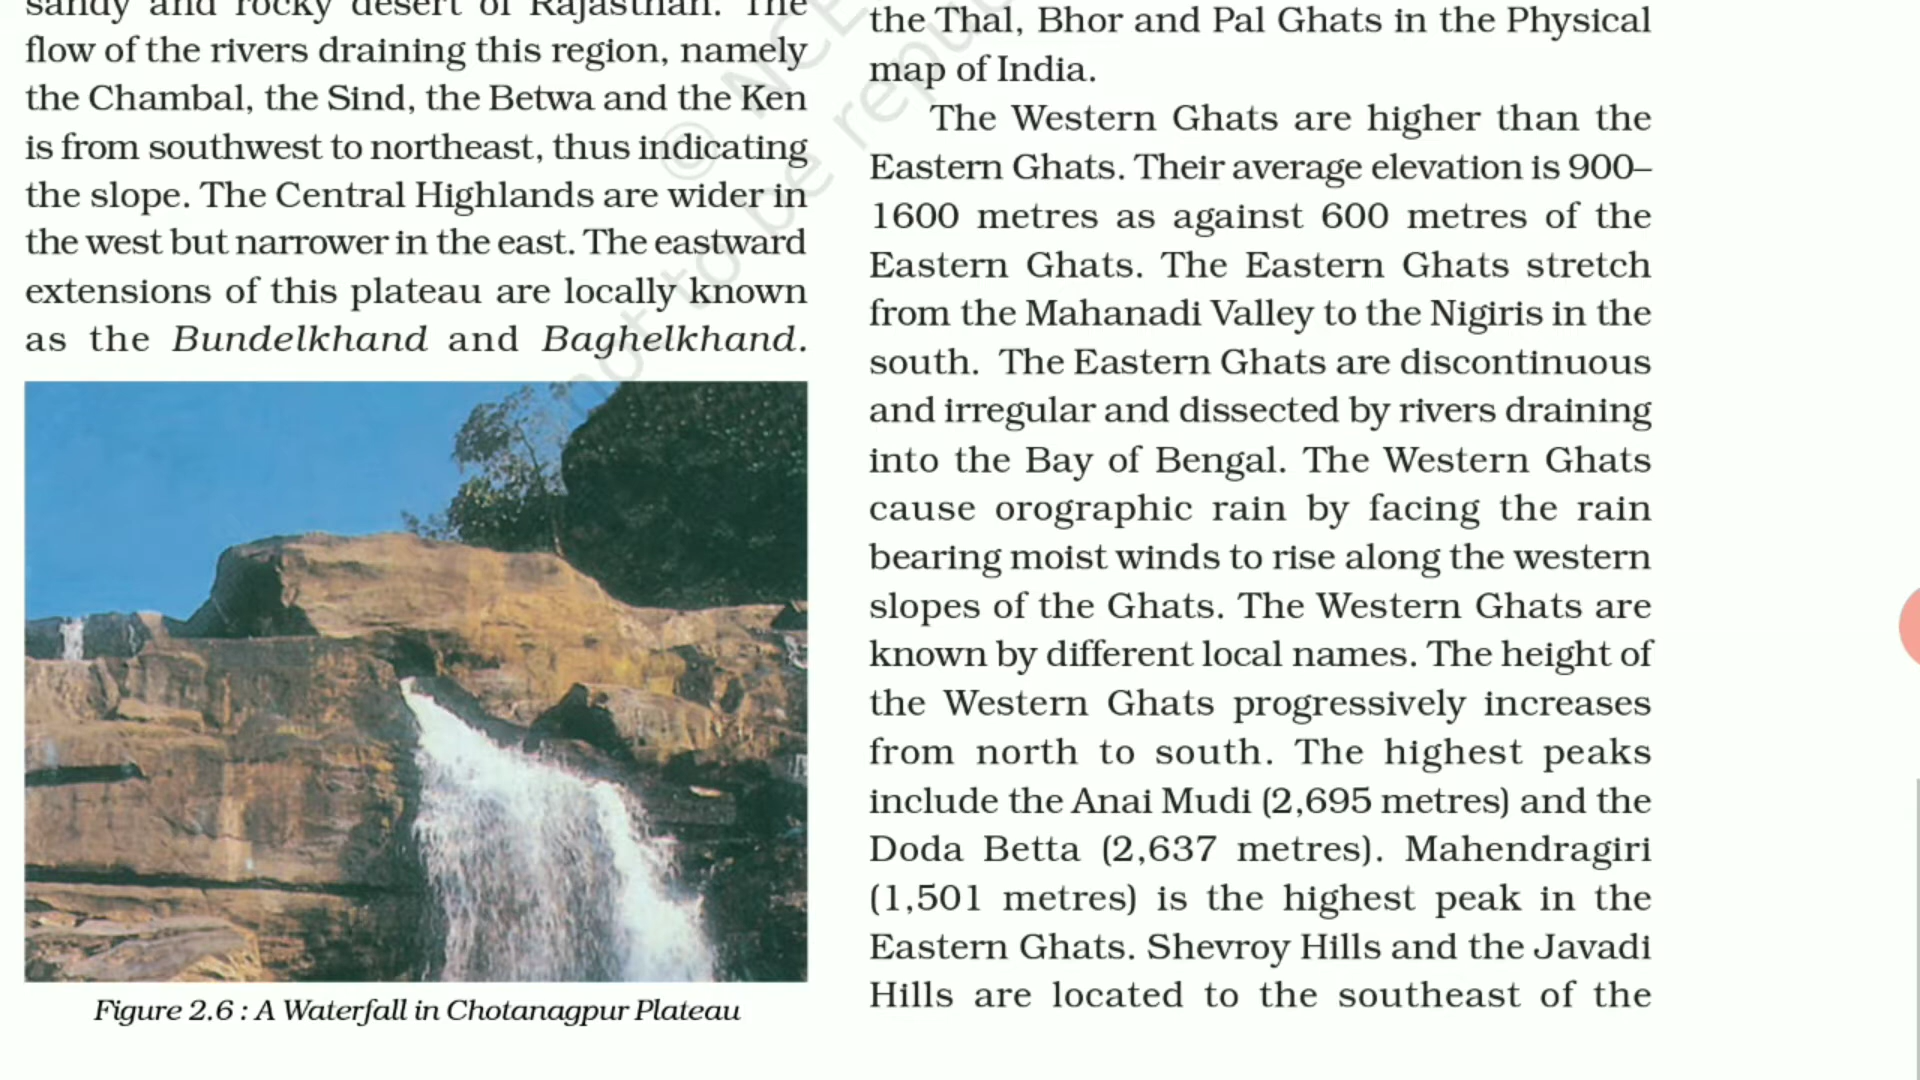 sandy and rocky desert of Rajasthan. The
flow of the rivers draining this region, namely
the Chambal, the Sind, the Betwa and the Ken
is from southwest to northeast, thus indicating
the slope. The Central Highlands are wider in
the west but narrower in the east. The eastward
extensions of this plateau are locally known
as the Bundelkhand and Baghelkhand.
Figure 2.6 : A Waterfall in Chotanagpur Plateau
the Thal, Bhor and Pal Ghats in the Physical
map of India.
The Western Ghats are higher than the
Eastern Ghats. Their average elevation is 900–
1600 metres as against 600 metres of the
Eastern Ghats. The Eastern Ghats stretch
from the Mahanadi Valley to the Nigiris in the
south. The Eastern Ghats are discontinuous
and irregular and dissected by rivers draining
into the Bay of Bengal. The Western Ghats
cause orographic rain by facing the rain
bearing moist winds to rise along the western
slopes of the Ghats. The Western Ghats are
known by different local names. The height of
the Western Ghats progressively increases
from north to south. The highest peaks
include the Anai Mudi (2,695 metres) and the
Doda Betta (2,637 metres). Mahendragiri
(1,501 metres) is the highest peak in the
Eastern Ghats. Shevroy Hills and the Javadi
Hills are located to the southeast of the
©
not to be